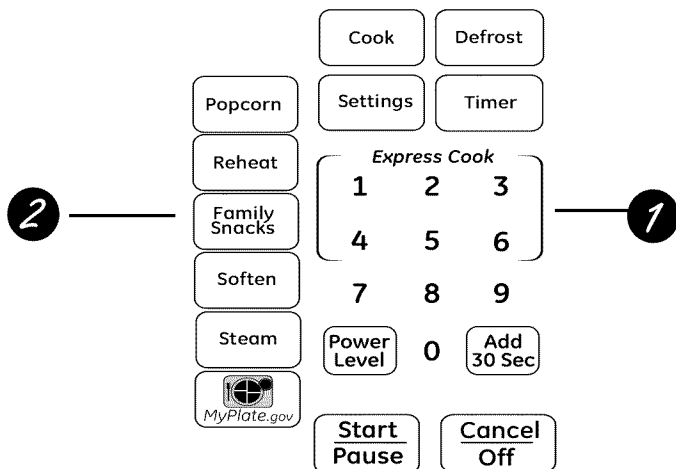 Cook Defrost
Settings Timer
Popcorn
Reheat
Family
Snacks
Soften
Steam
MyPlate.gov
Express Cook
1 2 3
4 5 6
7 8 9
Power
Level
0
Add
30 Sec
Start
Pause
Cancel
Off
2
1